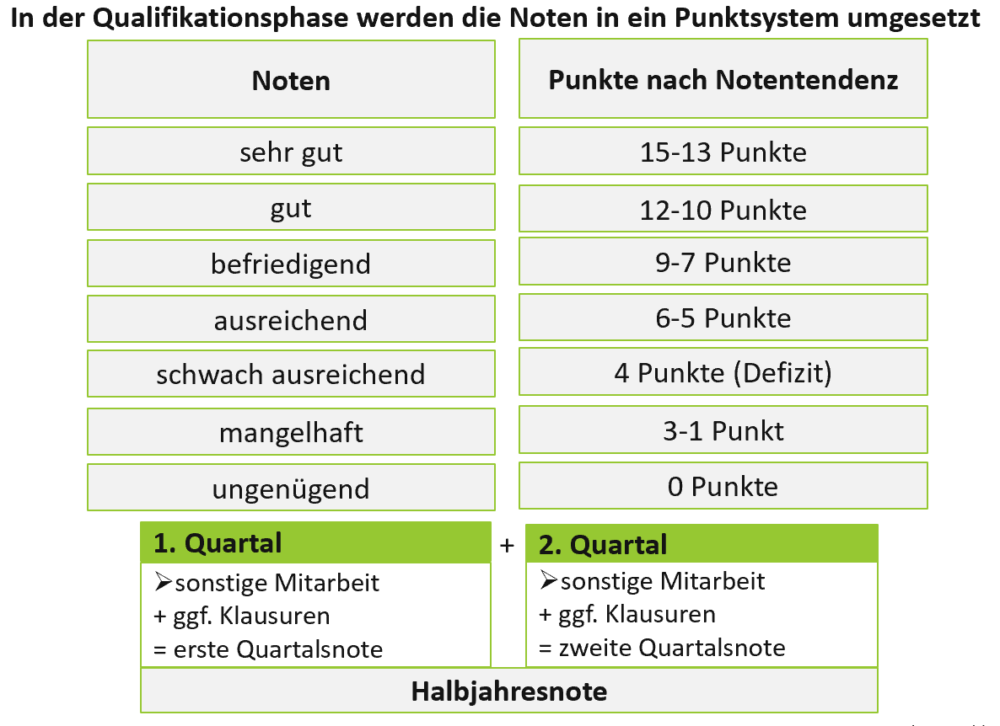 In der Qualifikationsphase werden die Noten in ein Punktsystem umgesetzt
Noten
Punkte nach Notentendenz
sehr gut
15-13 Punkte
gut
12-10 Punkte
befriedigend
9-7 Punkte
ausreichend
6-5 Punkte
schwach ausreichend
4 Punkte (Defizit)
mangelhaft
3-1 Punkt
ungenügend
0 Punkte
1. Quartal
➢sonstige Mitarbeit
+ ggf. Klausuren
= erste Quartalsnote
+
2. Quartal
➢sonstige Mitarbeit
+ ggf. Klausuren
= zweite Quartalsnote
Halbjahresnote